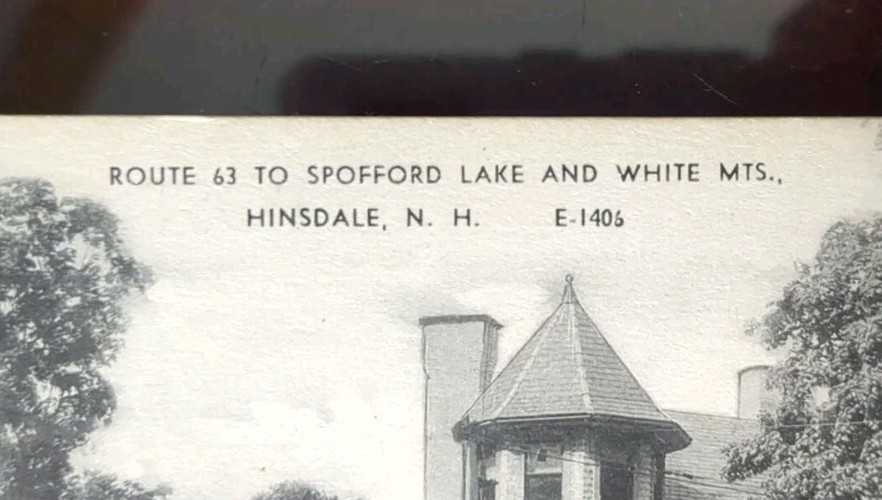 ROUTE 63 TO SPOFFORD LAKE AND WHITE MTS.,
HINSDALE, N. H. E-1406